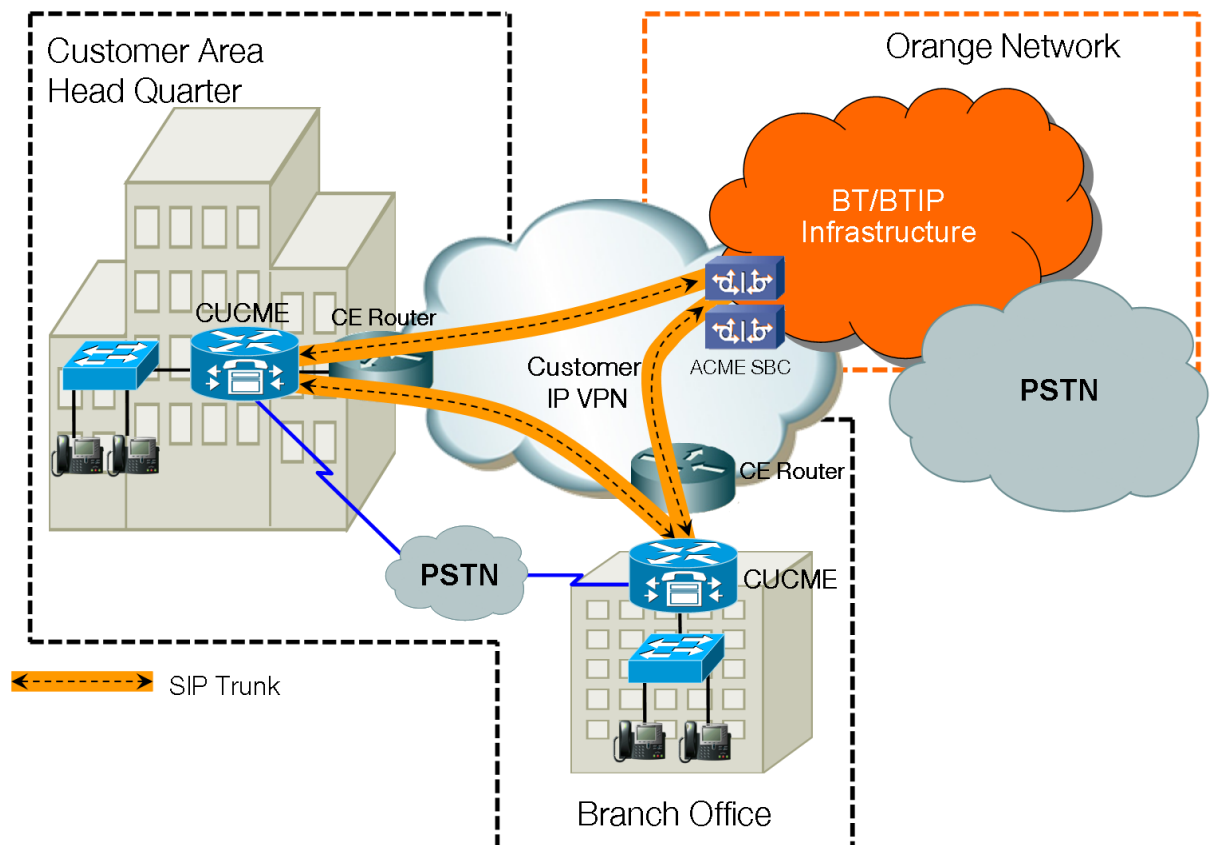 Customer Area
Head Quarter
Orange Network
BT/BTIP
Infrastructure
CUCME
CE Router
Customer
IP VPN
ACME SBC
PSTN
CE Router
PSTN
CUCME
SIP Trunk
Branch Office